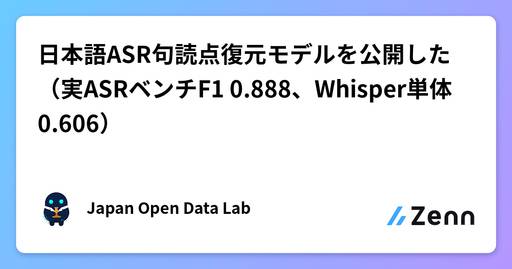 日本語ASR句読点復元モデルを公開した
（実ASRベンチF1 0.888、Whisper単体
0.606）
Japan Open Data Lab
Zenn